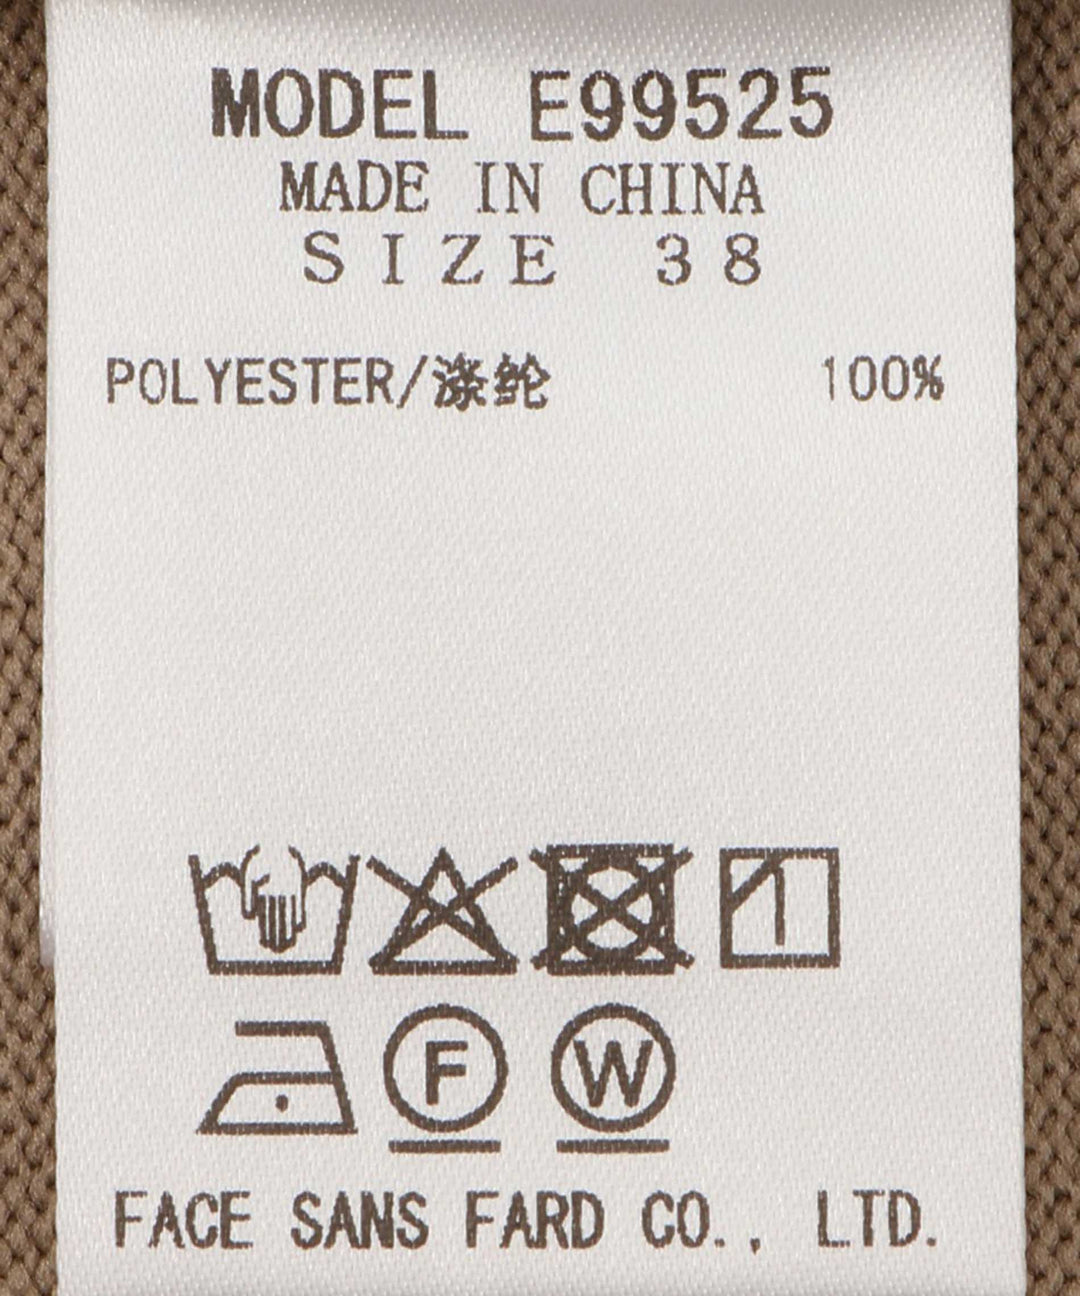 MODEL E99525
MADE IN CHINA
SIZE 38
POLYESTER/涤纶 100%
F W
FACE SANS FARD CO., LTD.